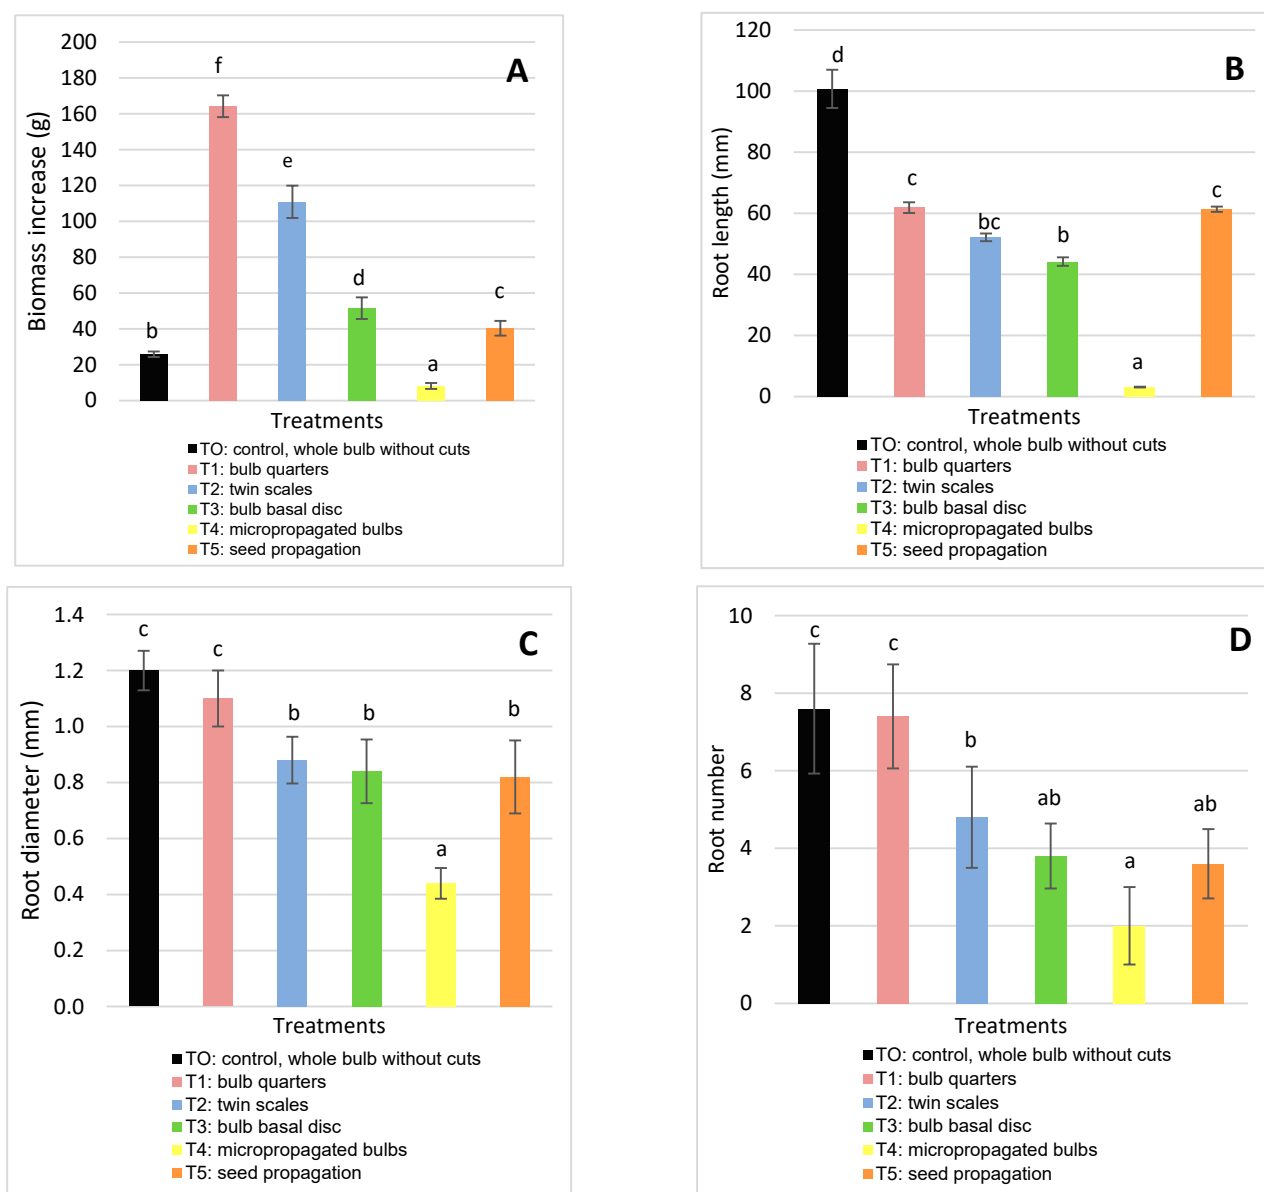 A
Biomass increase (g)
200
180
160
140
120
100
80
60
40
20
0
b
f
e
d
a
c
Treatments
TO: control, whole bulb without cuts
T1: bulb quarters
T2: twin scales
T3: bulb basal disc
T4: micropropagated bulbs
T5: seed propagation
B
Root length (mm)
120
100
80
60
40
20
0
d
c
bc
b
a
c
Treatments
TO: control, whole bulb without cuts
T1: bulb quarters
T2: twin scales
T3: bulb basal disc
T4: micropropagated bulbs
T5: seed propagation
C
Root diameter (mm)
1.4
1.2
1.0
0.8
0.6
0.4
0.2
0.0
c
c
b
b
a
b
Treatments
TO: control, whole bulb without cuts
T1: bulb quarters
T2: twin scales
T3: bulb basal disc
T4: micropropagated bulbs
T5: seed propagation
D
Root number
10
8
6
4
2
0
c
c
b
ab
a
ab
Treatments
TO: control, whole bulb without cuts
T1: bulb quarters
T2: twin scales
T3: bulb basal disc
T4: micropropagated bulbs
T5: seed propagation